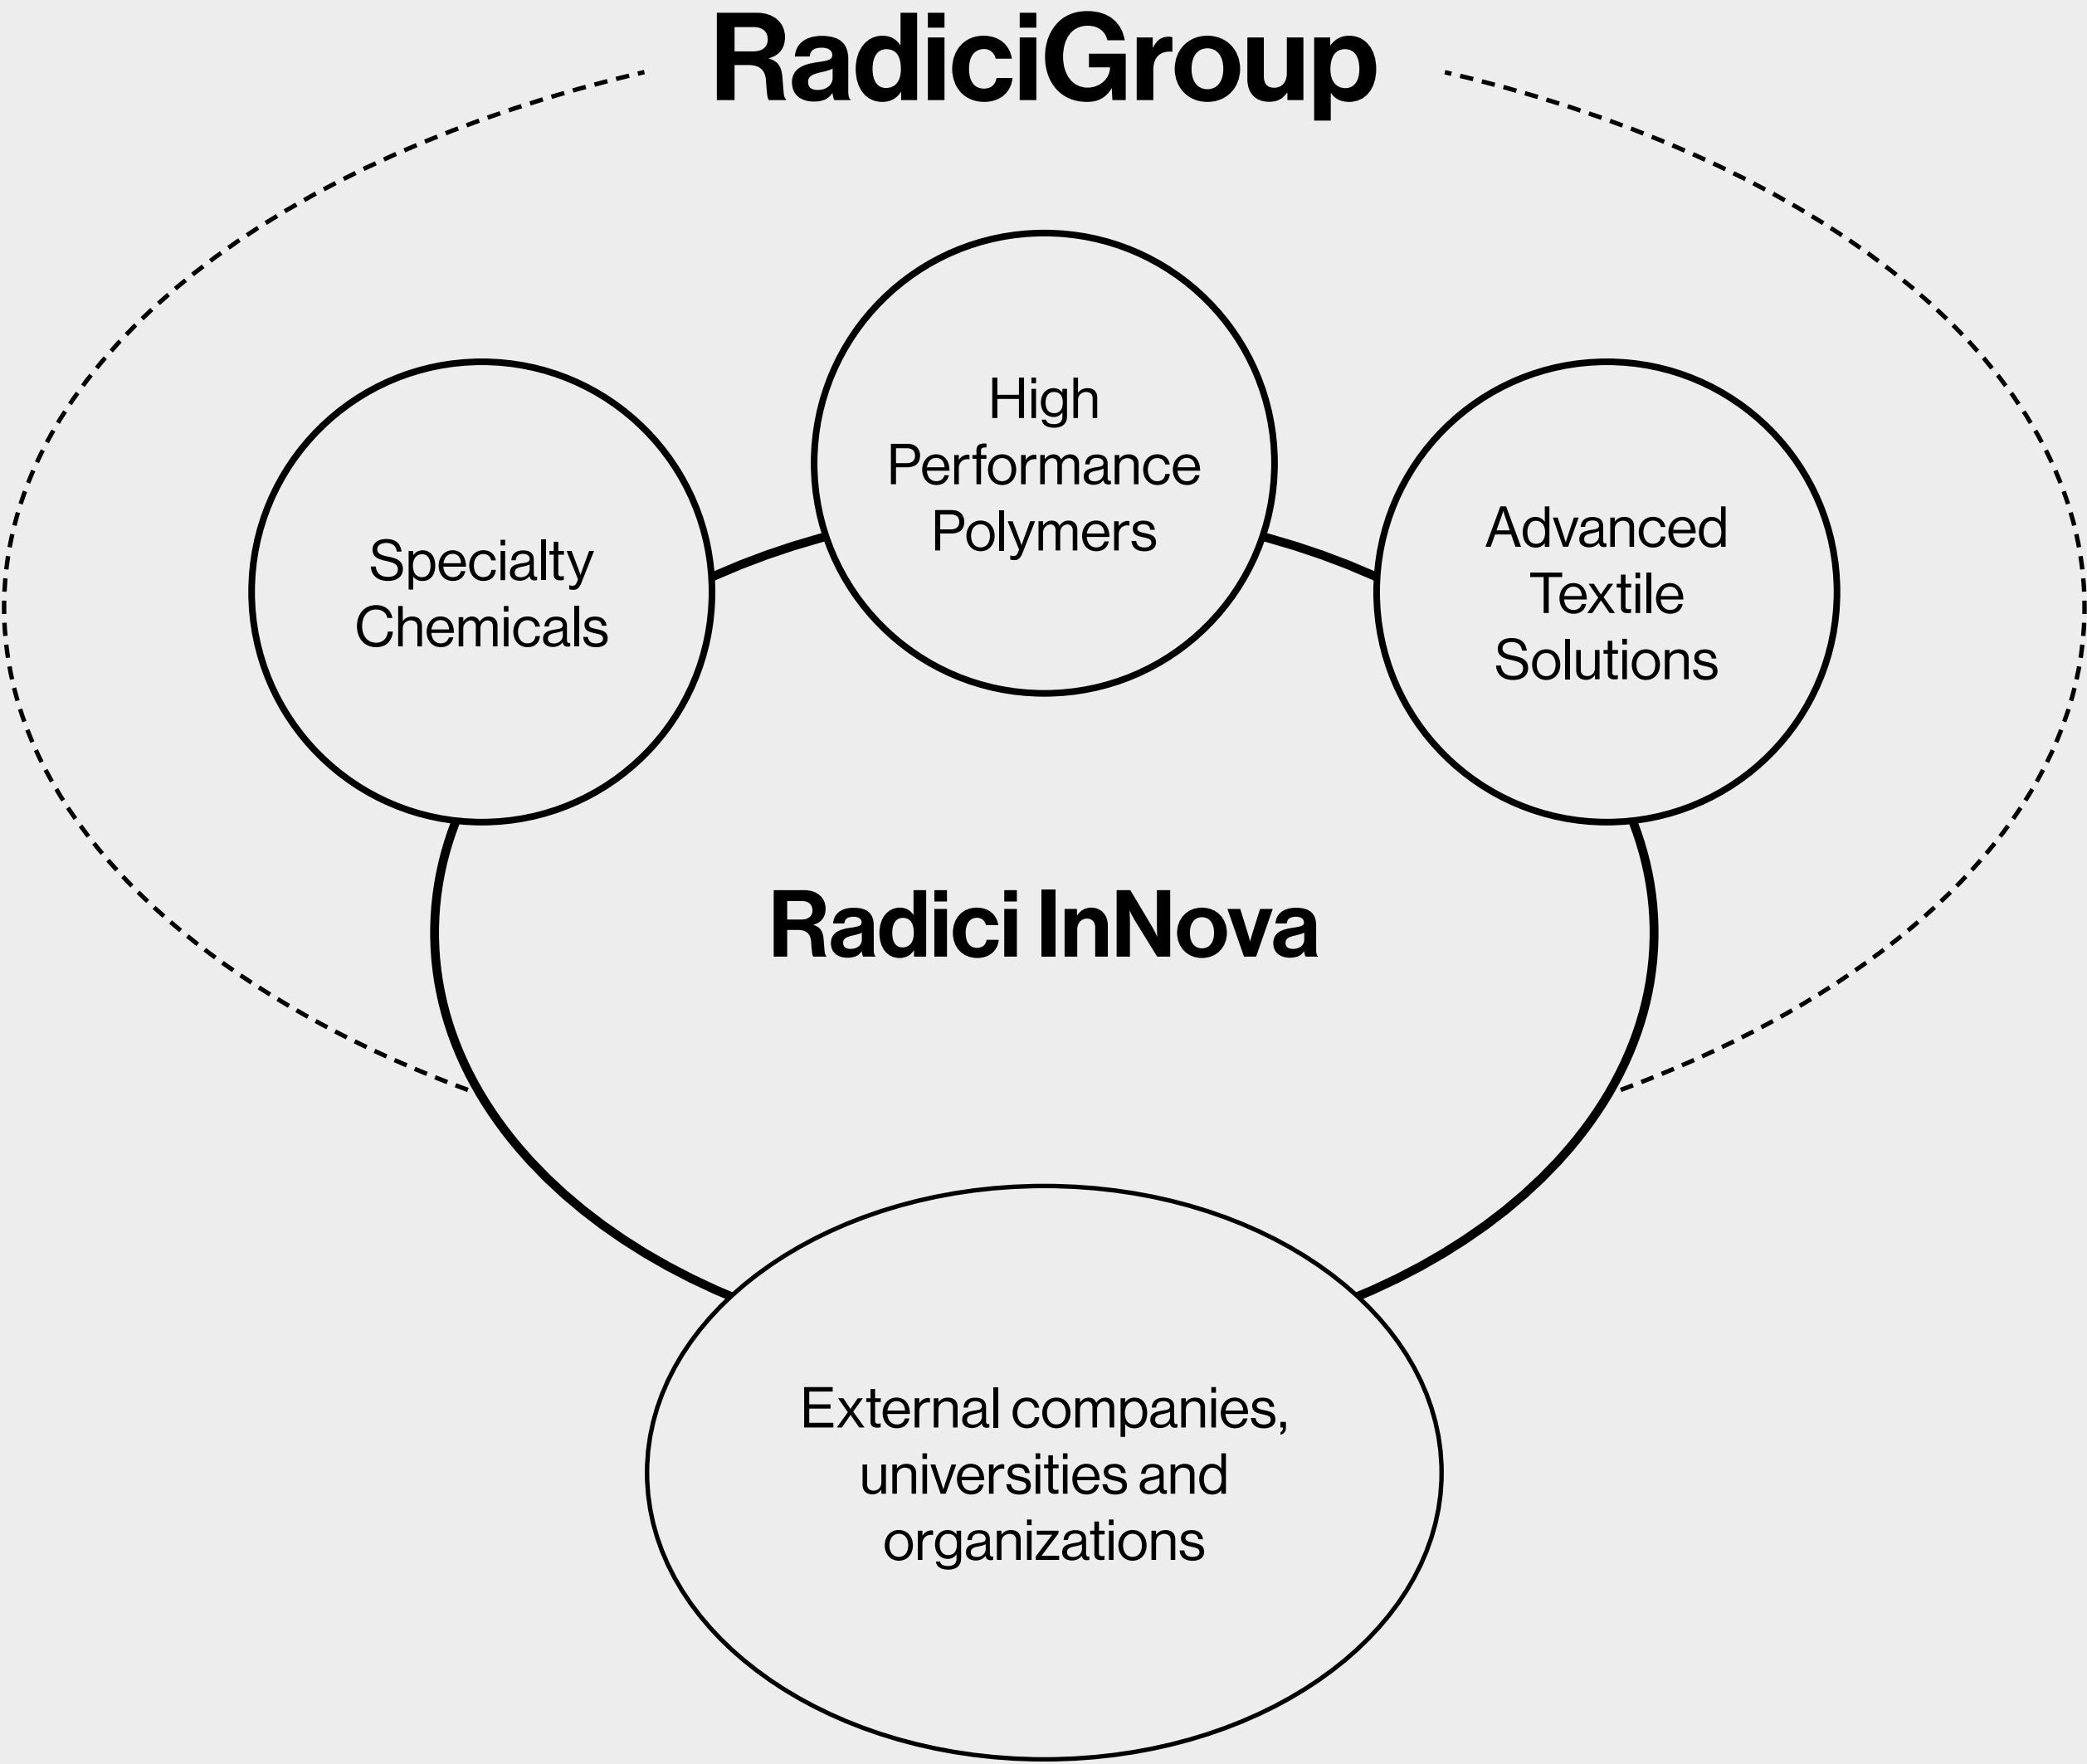 RadiciGroup
High
Performance
Polymers
Specialty
Chemicals
Advanced
Textile
Solutions
Radici InNova
External companies,
universities and
organizations